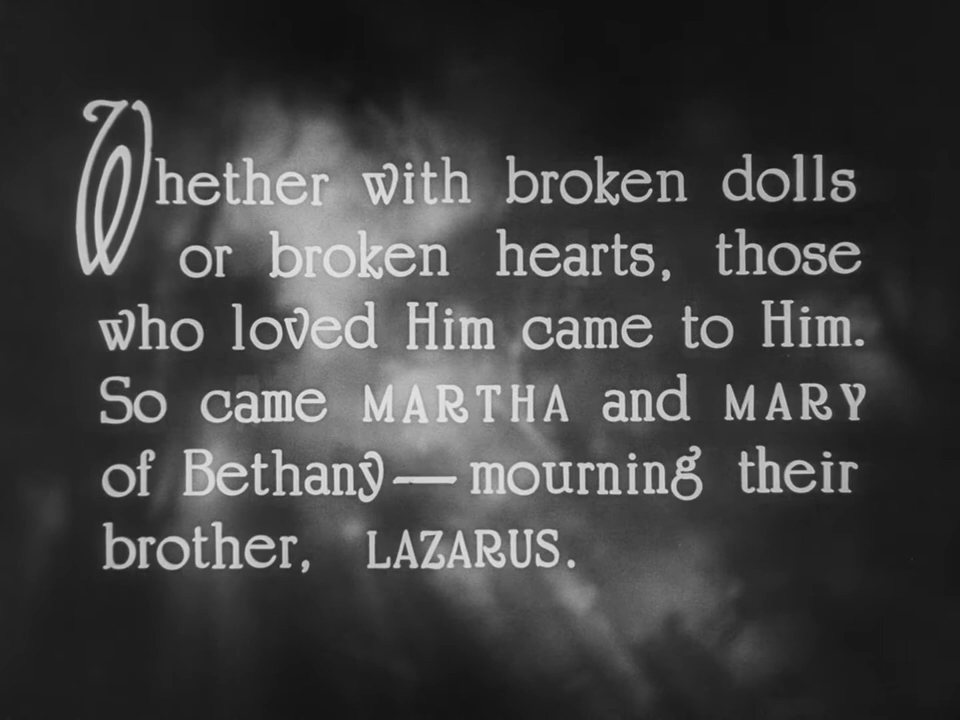 Whether with broken dolls
or broken hearts, those
who loved Him came to Him.
So came MARTHA and MARY
of Bethany—mourning their
brother, LAZARUS.